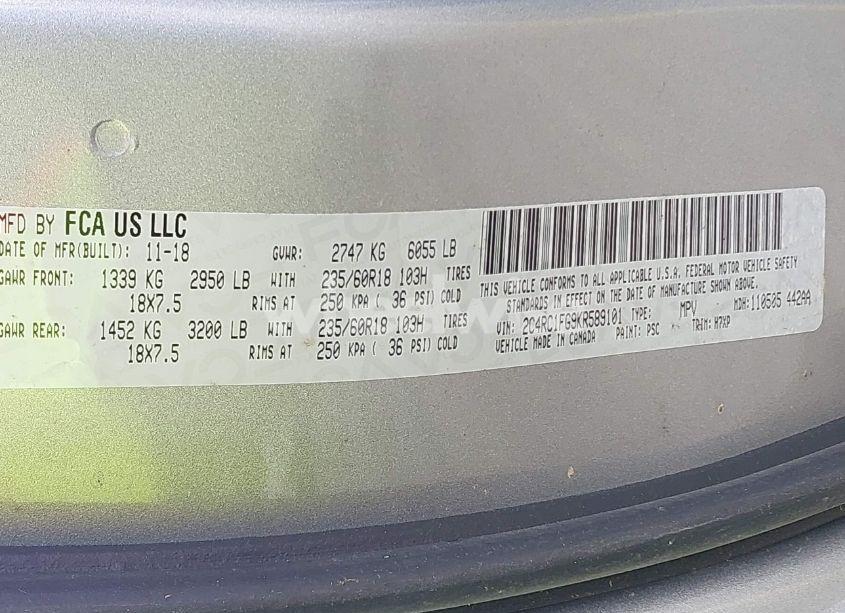 MFD BY FCA US LLC
DATE OF MFR(BUILT): 11-18 GVWR: 2747 KG 6055 LB
GAWR FRONT: 1339 KG 2950 LB WITH 235/60R18 103H TIRES
18X7.5 RIMS AT 250 KPA ( 36 PSI) COLD
GAWR REAR: 1452 KG 3200 LB WITH 235/60R18 103H TIRES
18X7.5 RIMS AT 250 KPA ( 36 PSI) COLD
THIS VEHICLE CONFORMS TO ALL APPLICABLE U.S.A. FEDERAL MOTOR VEHICLE SAFETY
STANDARDS IN EFFECT ON THE DATE OF MANUFACTURE SHOWN ABOVE.
VIN: 2C4RC1FG9KR589101 TYPE: MPV MDH: 110505 442AA
VEHICLE MADE IN CANADA PAINT: PSC TRIM: H7XP